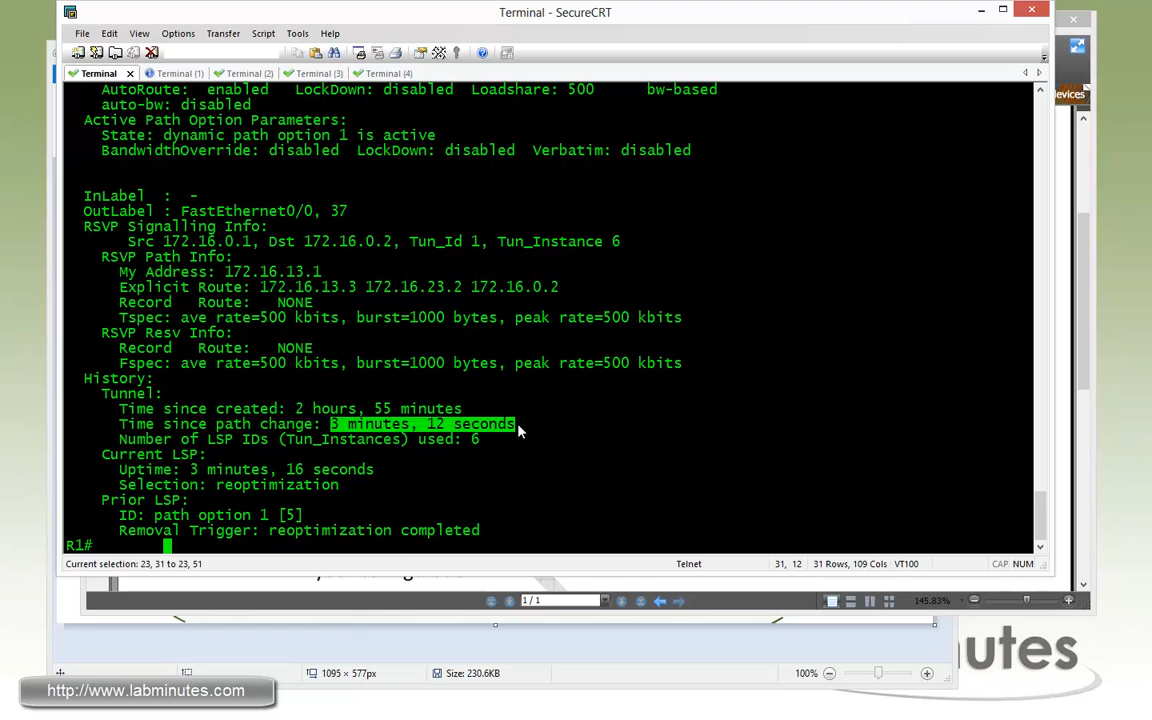 Terminal - SecureCRT
File Edit View Options Transfer Script Tools Help
Terminal Terminal (1) Terminal (2) Terminal (3) Terminal (4)
evices
AutoRoute: enabled LockDown: disabled Loadshare: 500 bw-based
auto-bw: disabled
Active Path Option Parameters:
State: dynamic path option 1 is active
BandwidthOverride: disabled LockDown: disabled Verbatim: disabled
InLabel : -
OutLabel : FastEthernet0/0, 37
RSVP Signalling Info:
Src 172.16.0.1, Dst 172.16.0.2, Tun_Id 1, Tun_Instance 6
RSVP Path Info:
My Address: 172.16.13.1
Explicit Route: 172.16.13.3 172.16.23.2 172.16.0.2
Record Route: NONE
Tspec: ave rate=500 kbits, burst=1000 bytes, peak rate=500 kbits
RSVP Resv Info:
Record Route: NONE
Fspec: ave rate=500 kbits, burst=1000 bytes, peak rate=500 kbits
History:
Tunnel:
Time since created: 2 hours, 55 minutes
Time since path change: 3 minutes, 12 seconds
Number of LSP IDs (Tun_Instances) used: 6
Current LSP:
Uptime: 3 minutes, 16 seconds
Selection: reoptimization
Prior LSP:
ID: path option 1 [5]
Removal Trigger: reoptimization completed
R1#
Current selection: 23, 31 to 23, 51 Telnet 31, 12 31 Rows, 109 Cols VT100 CAP NUM
1/1 145.83%
utes
1095 × 577px Size: 230.6KB 100%
http://www.labminutes.com